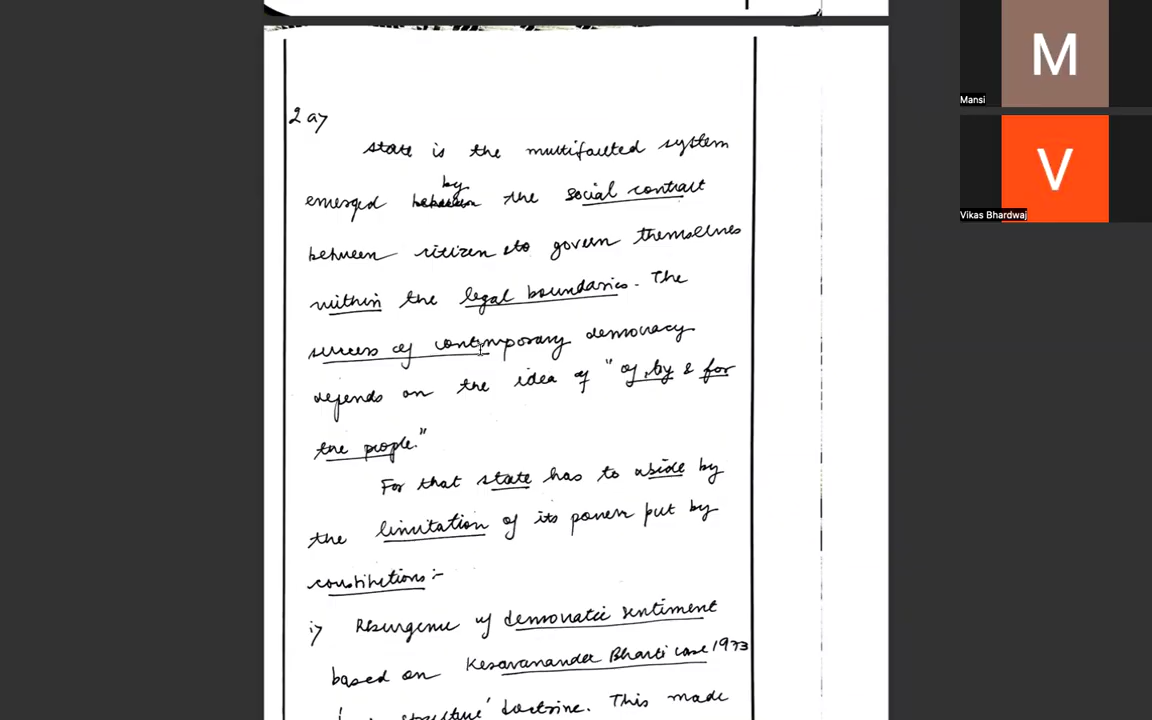 2 a)
state is the multifauted system
by
emerged the social contract
between citizen to govern themselves
within the legal boundaries. The
success of contemporary democracy
depends on the idea of "of, by & for
the people."
For that state has to abide by
the limitation of its power put by
constitutions :-
i) Resurgence of democratic sentiment
based on Kesavanander Bharti case 1973
structure' doctrine. This made
M
Mansi
V
Vikas Bhardwaj